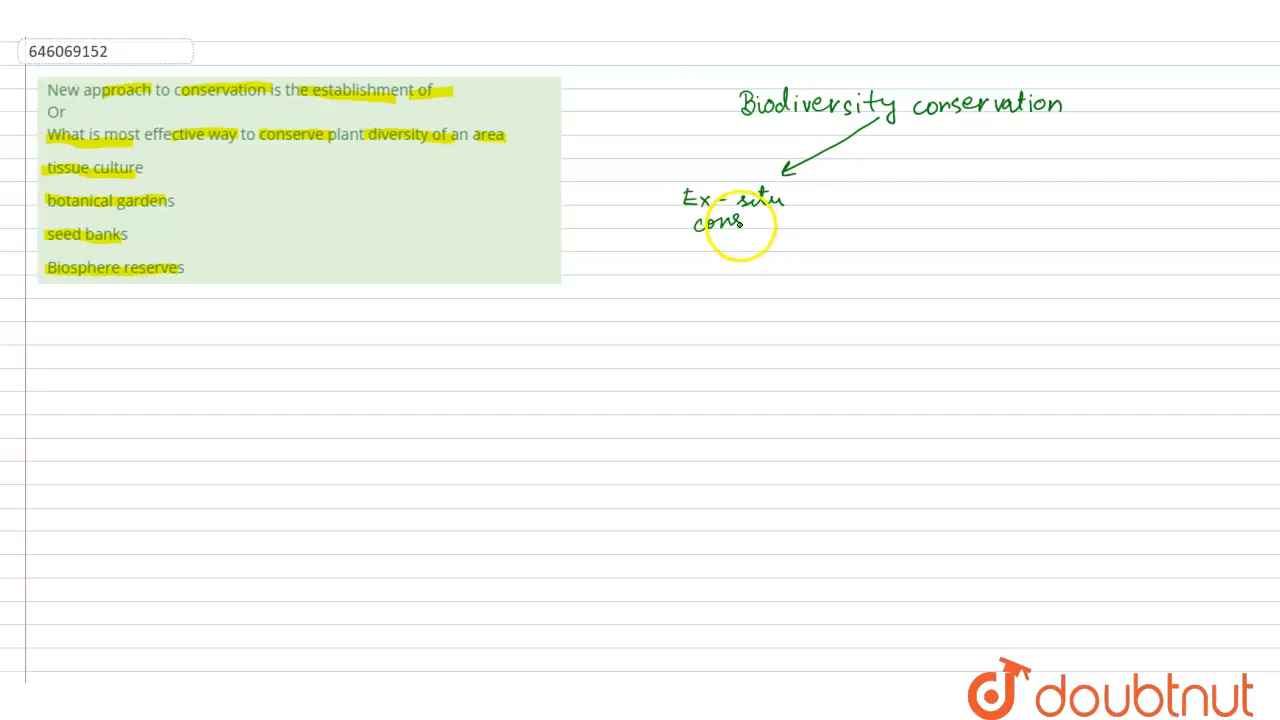 646069152
New approach to conservation is the establishment of
Or
What is most effective way to conserve plant diversity of an area
tissue culture
botanical gardens
seed banks
Biosphere reserves
Biodiversity conservation
Ex-situ
cons
doubtnut